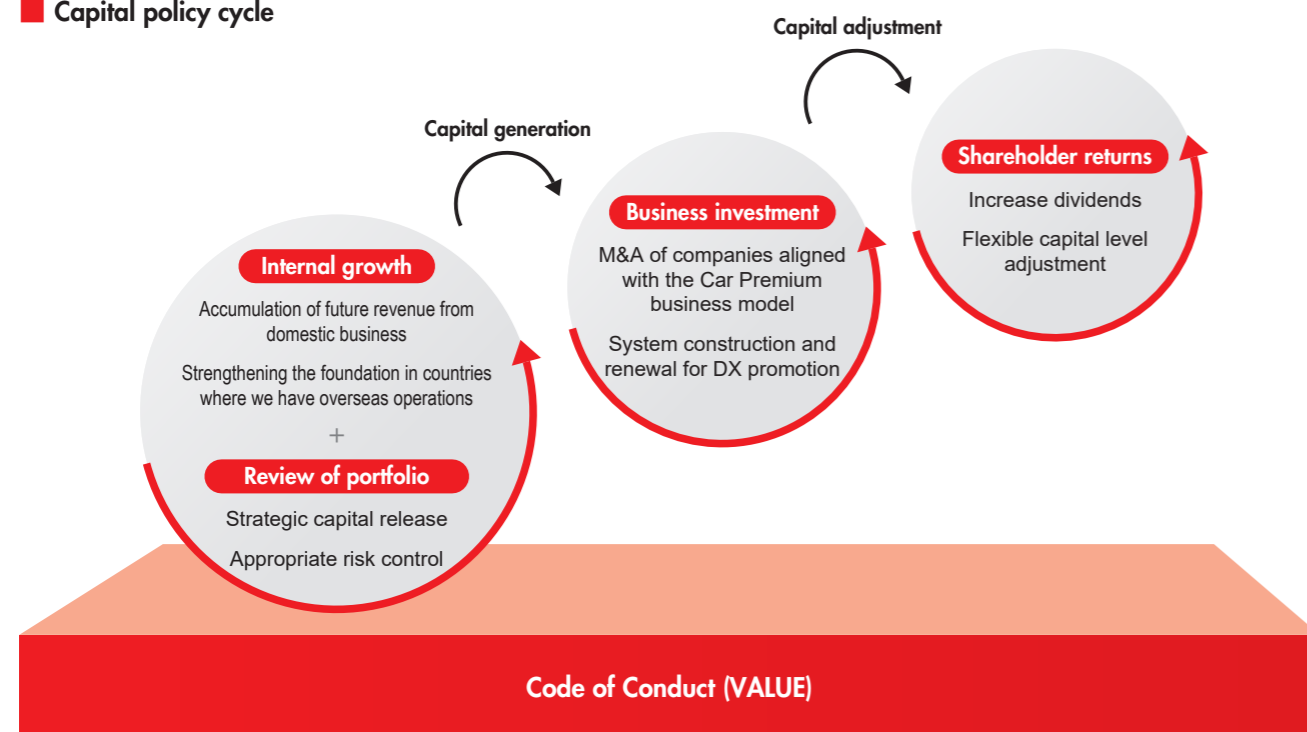 Capital policy cycle
Capital generation
Capital adjustment
Internal growth
Accumulation of future revenue from
domestic business
Strengthening the foundation in countries
where we have overseas operations
+
Review of portfolio
Strategic capital release
Appropriate risk control
Business investment
M&A of companies aligned
with the Car Premium
business model
System construction and
renewal for DX promotion
Shareholder returns
Increase dividends
Flexible capital level
adjustment
Code of Conduct (VALUE)